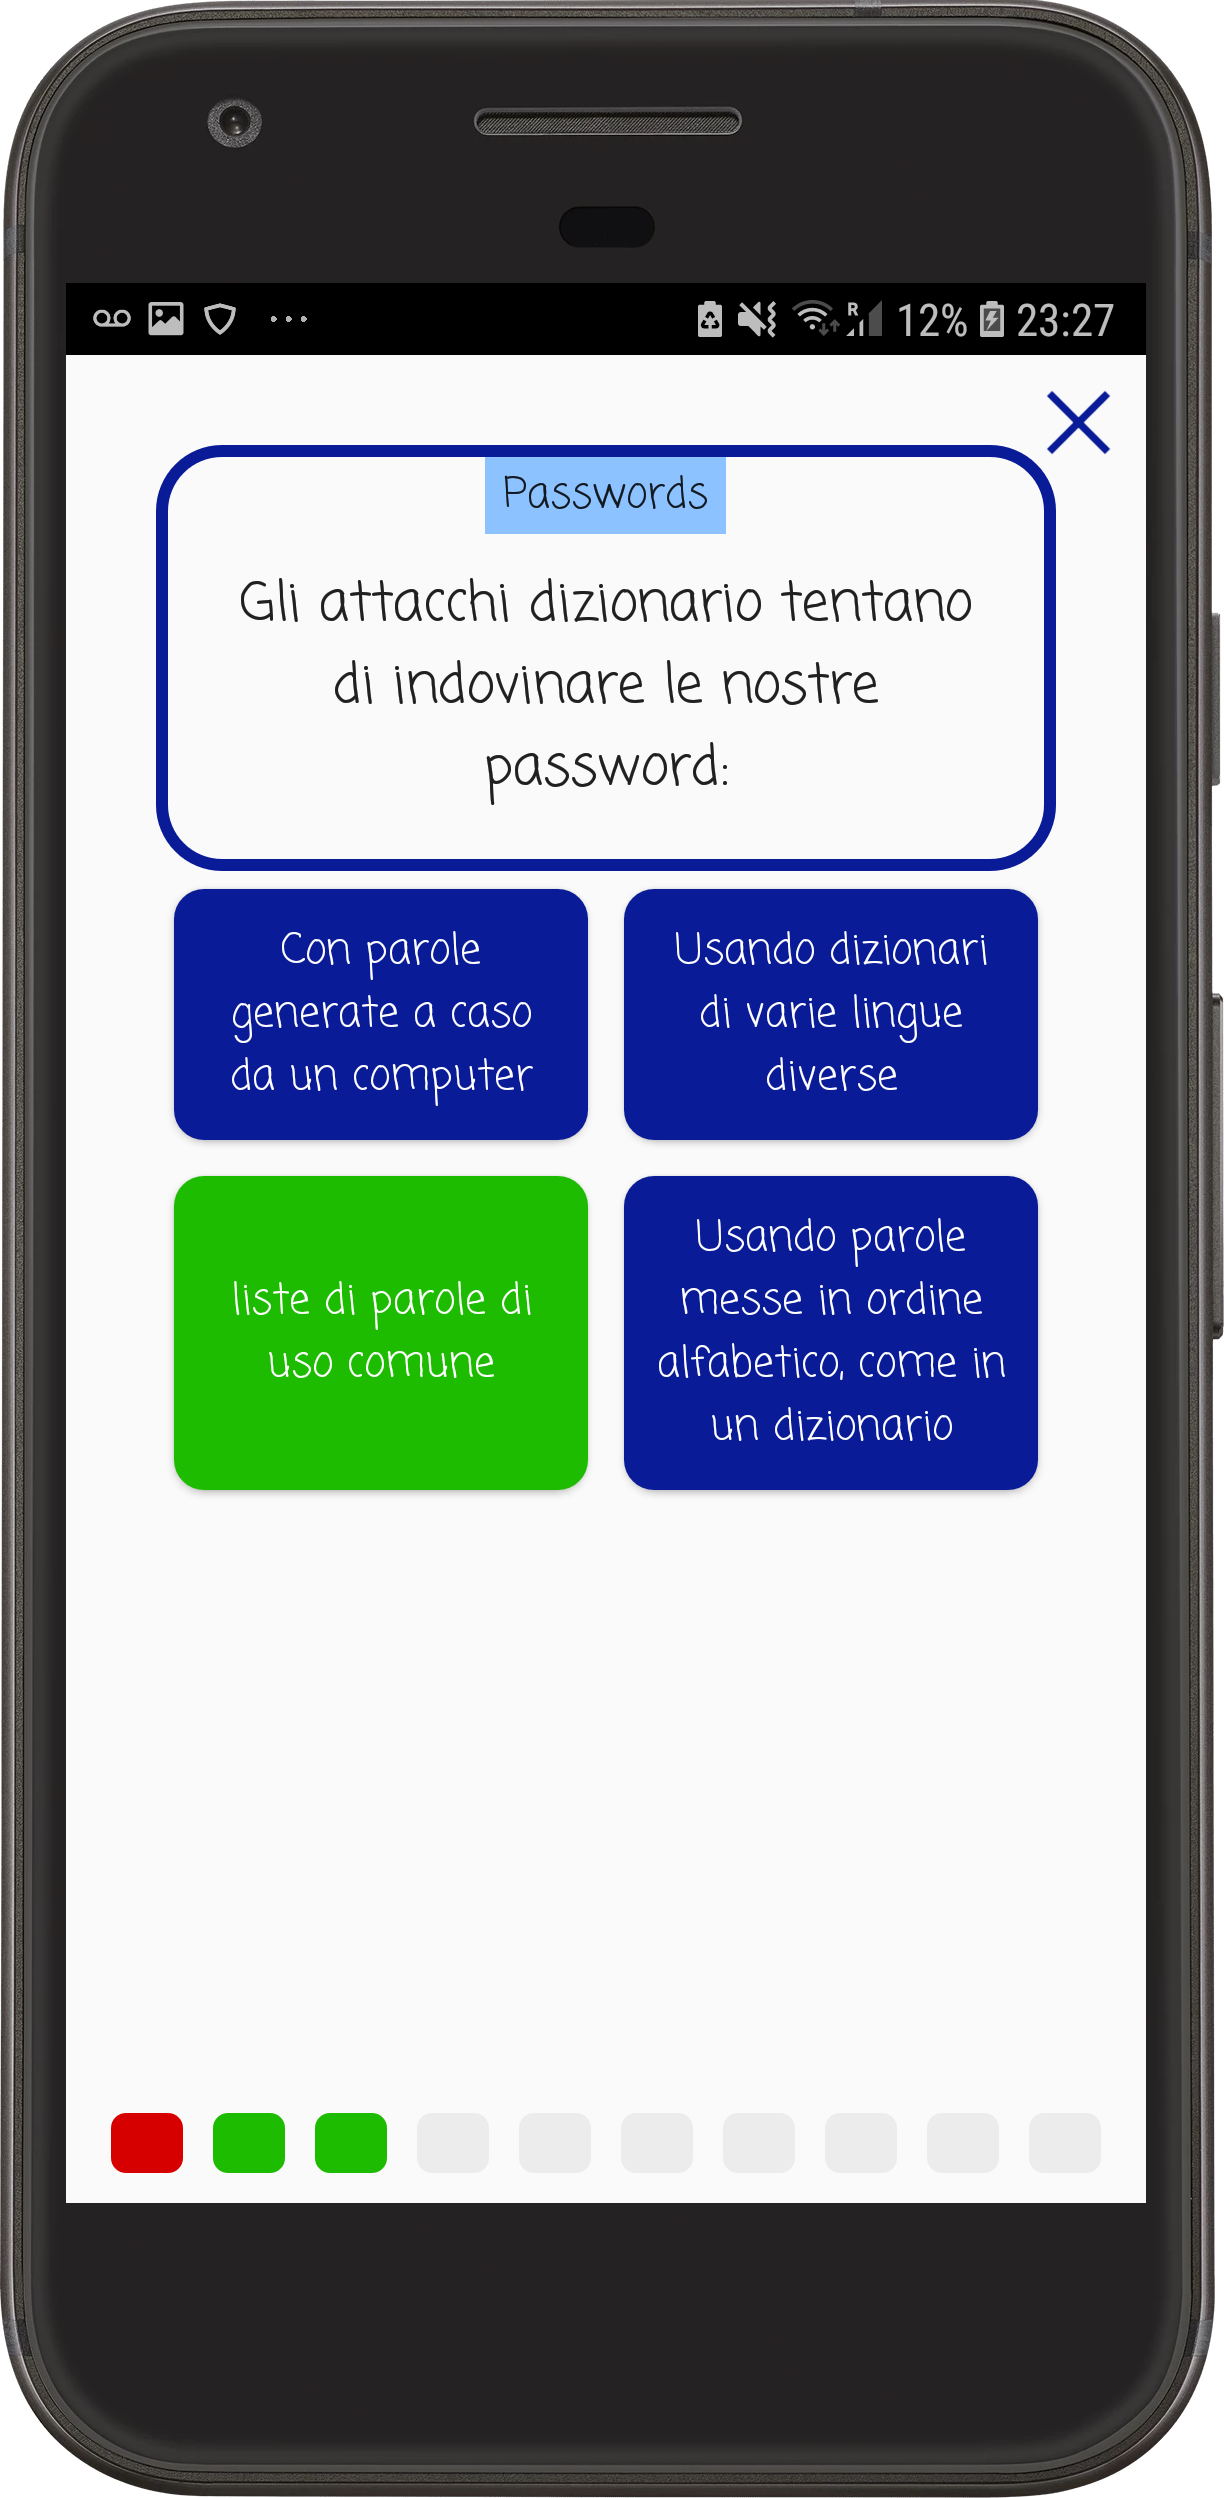 12% 23:27
Passwords
Gli attacchi dizionario tentano
di indovinare le nostre
password:
Con parole
generate a caso
da un computer
Usando dizionari
di varie lingue
diverse
liste di parole di
uso comune
Usando parole
messe in ordine
alfabetico, come in
un dizionario